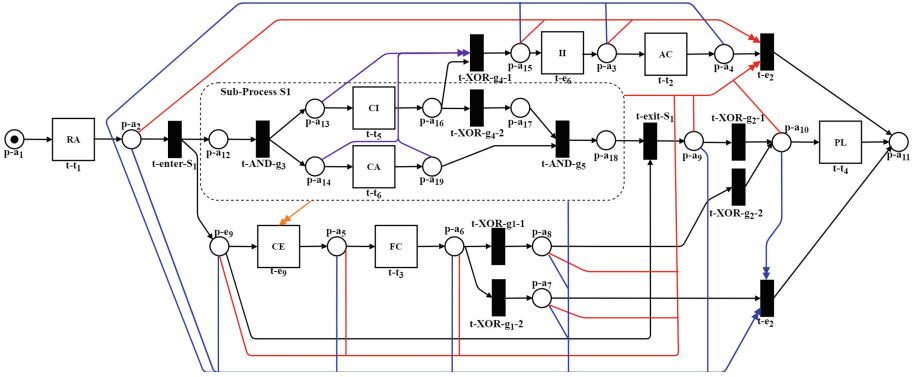 p-a15
II
t-e6
p-a3
AC
t-t2
p-a4
t-e2
t-XOR-g4-1
Sub-Process S1
p-a1
RA
t-t1
p-a2
t-enter-S1
p-a12
t-AND-g3
p-a13
CI
t-t5
p-a16
t-XOR-g4-2
p-a17
p-a14
CA
t-t6
p-a19
t-AND-g5
p-a18
t-exit-S1
p-a9
t-XOR-g2-1
t-XOR-g2-2
p-a10
PL
t-t4
p-a11
p-e9
CE
t-e9
p-a5
FC
t-t3
p-a6
t-XOR-g1-1
p-a8
t-XOR-g1-2
p-a7
t-e2